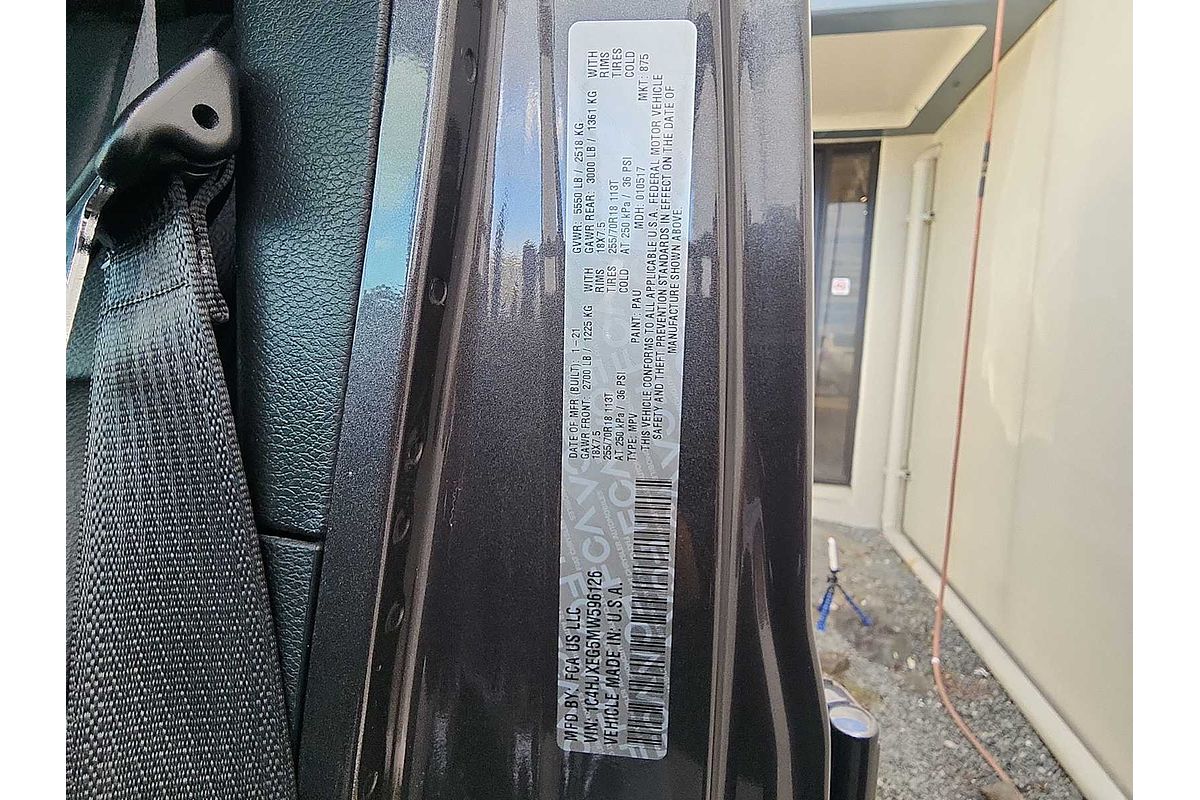 MFD BY: FCA US LLC
VIN: 1C4HJXEG5MW596126
VEHICLE MADE IN: U.S.A.
DATE OF MFR (BUILT): 1-21
GVWR: 5550 LB / 2518 KG
GAWR FRONT: 2700 LB / 1225 KG WITH
18X7.5 RIMS
255/70R18 113T TIRES
AT 250 kPa / 36 PSI COLD
GAWR REAR: 3000 LB / 1361 KG WITH
18X7.5 RIMS
255/70R18 113T TIRES
AT 250 kPa / 36 PSI COLD
TYPE: MPV PAINT: PAU MDH: 010517 MKT: 875
THIS VEHICLE CONFORMS TO ALL APPLICABLE U.S.A. FEDERAL MOTOR VEHICLE
SAFETY AND THEFT PREVENTION STANDARDS IN EFFECT ON THE DATE OF
MANUFACTURE SHOWN ABOVE